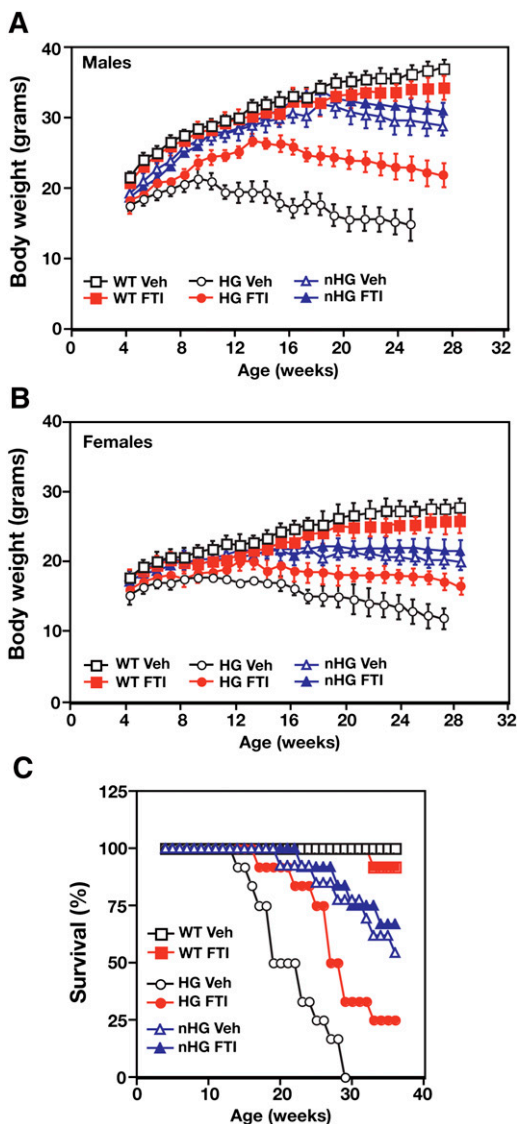 A
Body weight (grams)
40
30
20
10
0
Males
WT Veh HG Veh nHG Veh
WT FTI HG FTI nHG FTI
0 4 8 12 16 20 24 28 32
Age (weeks)
B
Body weight (grams)
40
30
20
10
0
Females
WT Veh HG Veh nHG Veh
WT FTI HG FTI nHG FTI
0 4 8 12 16 20 24 28 32
Age (weeks)
C
Survival (%)
125
100
75
50
25
0
WT Veh
WT FTI
HG Veh
HG FTI
nHG Veh
nHG FTI
0 10 20 30 40
Age (weeks)